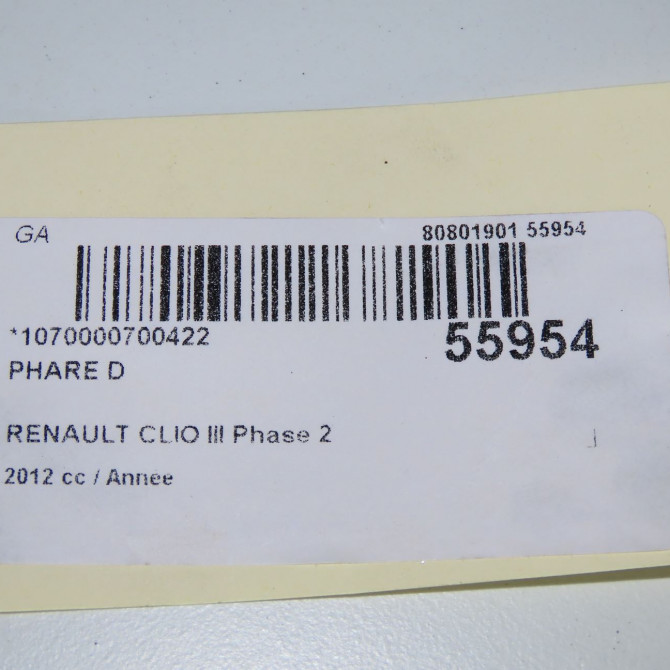 GA 80801901 55954
*1070000700422 55954
PHARE D
RENAULT CLIO III Phase 2
2012 cc / Annee